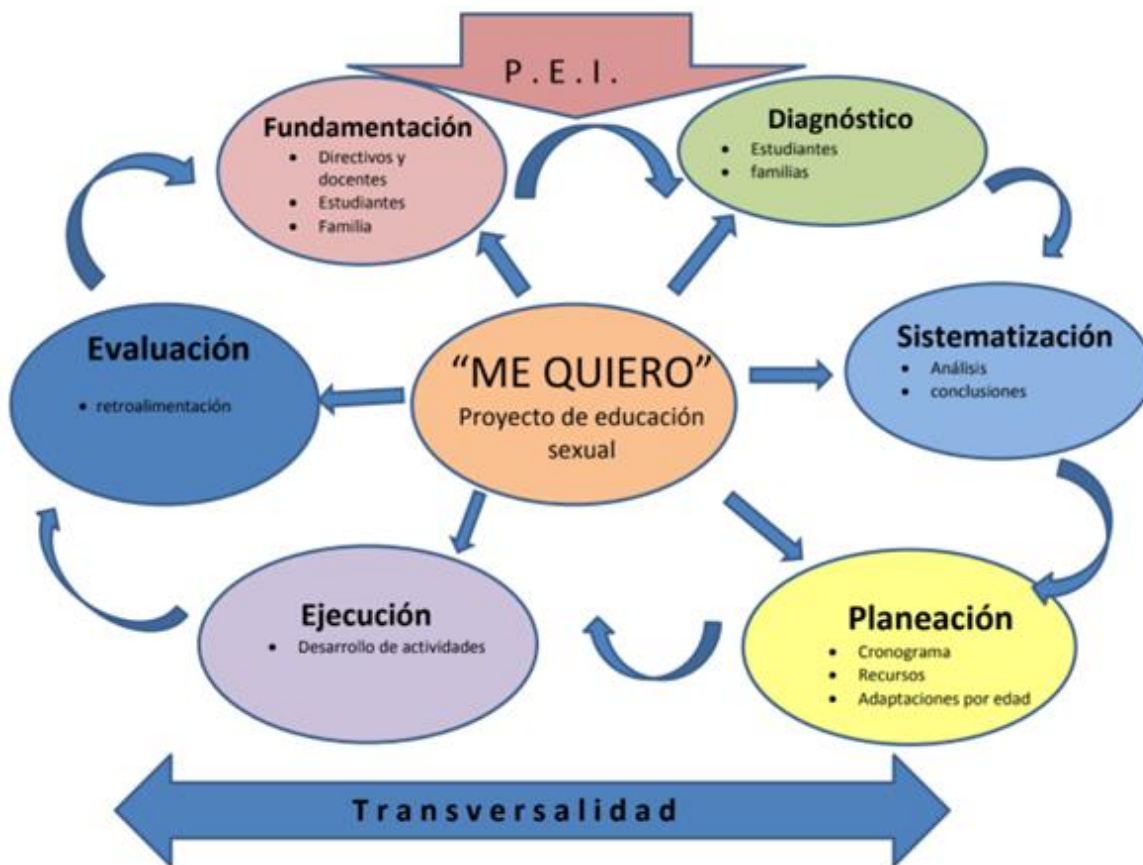 P . E . I .
Fundamentación
• Directivos y
docentes
• Estudiantes
• Familia
Diagnóstico
• Estudiantes
• familias
Evaluación
• retroalimentación
“ME QUIERO”
Proyecto de educación
sexual
Sistematización
• Análisis
• conclusiones
Ejecución
• Desarrollo de actividades
Planeación
• Cronograma
• Recursos
• Adaptaciones por edad
T r a n s v e r s a l i d a d